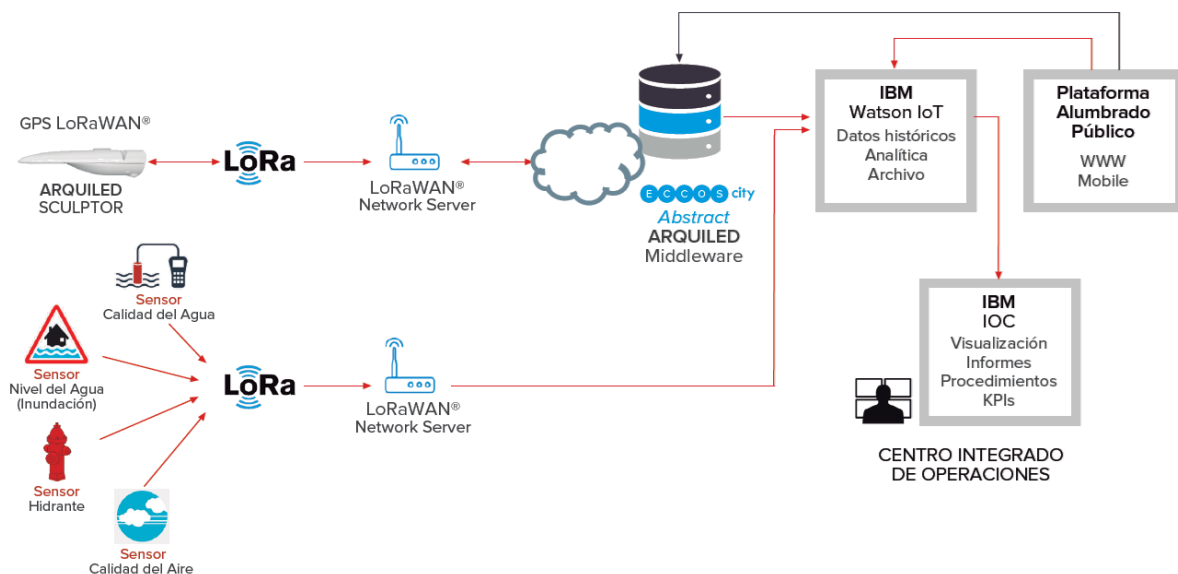 GPS LoRaWAN®
ARQUILED
SCULPTOR
LoRa
LoRaWAN®
Network Server
ECCOS city
Abstract
ARQUILED
Middleware
IBM
Watson IoT
Datos históricos
Analítica
Archivo
Plataforma
Alumbrado
Público
WWW
Mobile
Sensor
Calidad del Agua
Sensor
Nivel del Agua
(Inundación)
Sensor
Hidrante
Sensor
Calidad del Aire
LoRa
LoRaWAN®
Network Server
IBM
IOC
Visualización
Informes
Procedimientos
KPIs
CENTRO INTEGRADO
DE OPERACIONES